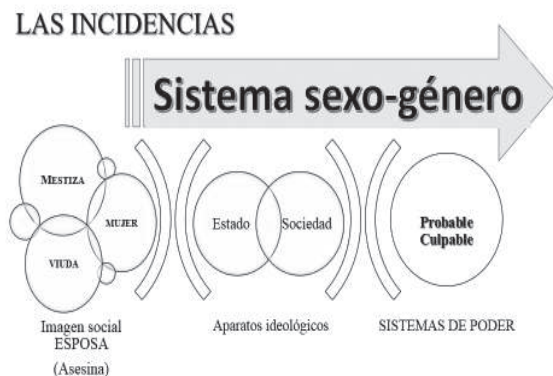 LAS INCIDENCIAS
Sistema sexo-género
MESTIZA
MUJER
VIUDA
Estado
Sociedad
Probable
Culpable
Imagen social
ESPOSA
(Asesina)
Aparatos ideológicos
SISTEMAS DE PODER